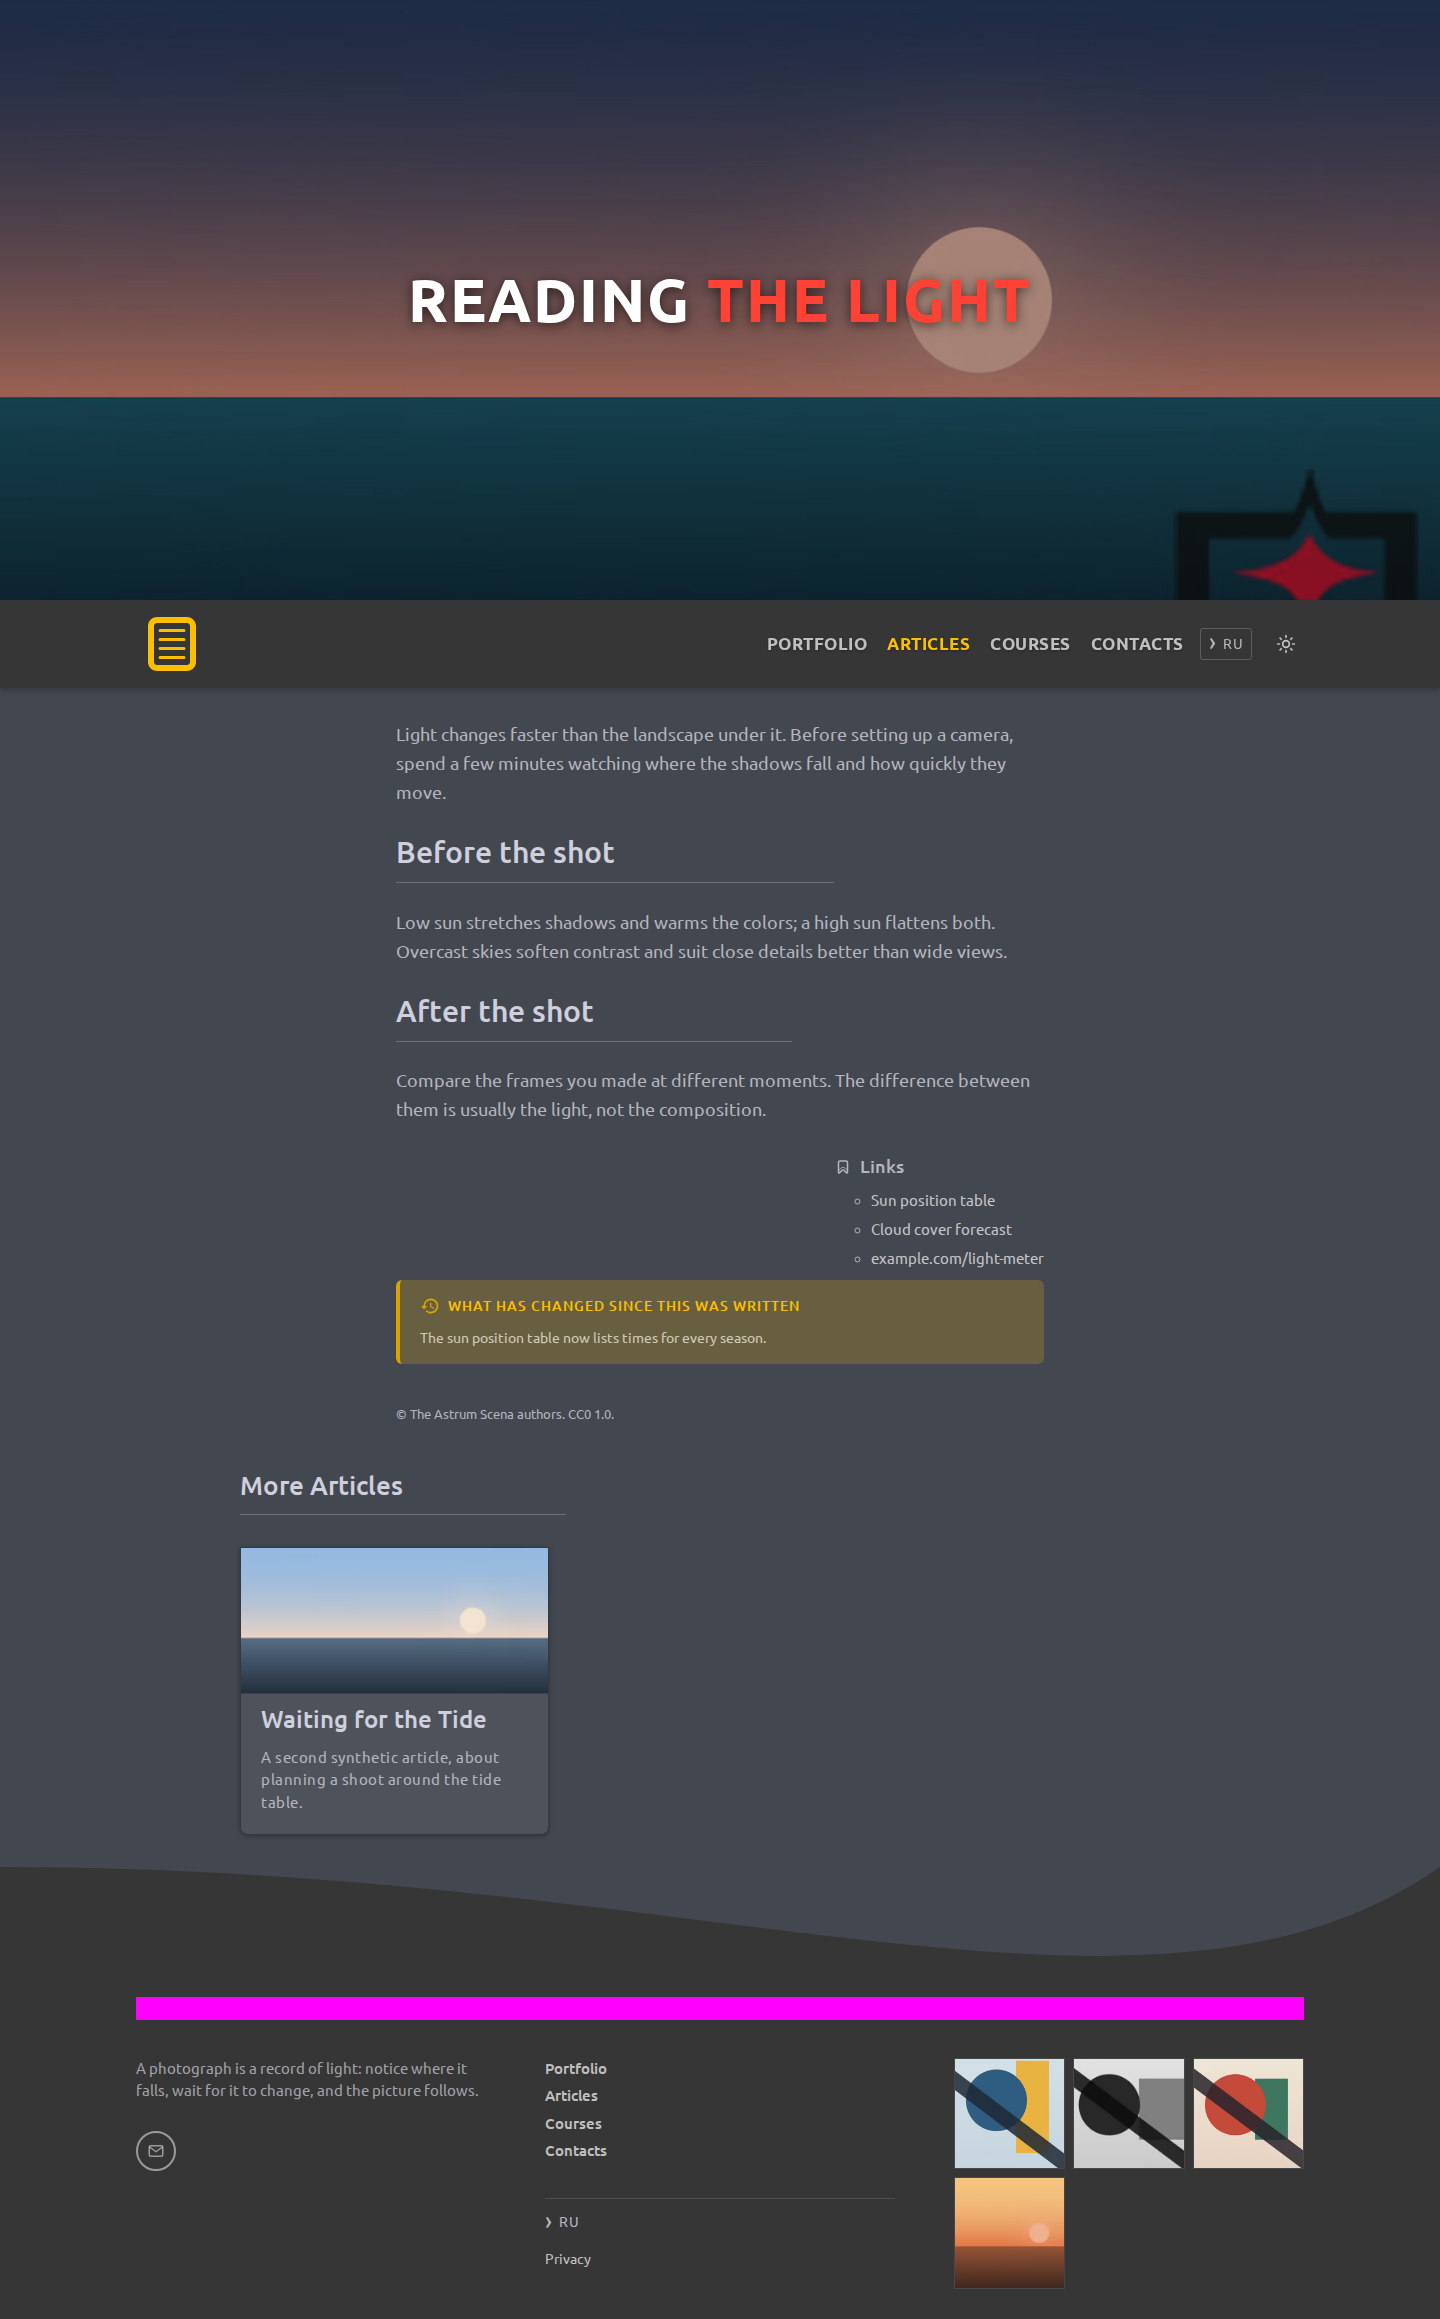 READING THE LIGHT
PORTFOLIO ARTICLES COURSES CONTACTS RU
Light changes faster than the landscape under it. Before setting up a camera,
spend a few minutes watching where the shadows fall and how quickly they
move.
Before the shot
Low sun stretches shadows and warms the colors; a high sun flattens both.
Overcast skies soften contrast and suit close details better than wide views.
After the shot
Compare the frames you made at different moments. The difference between
them is usually the light, not the composition.
Links
Sun position table
Cloud cover forecast
example.com/light-meter
WHAT HAS CHANGED SINCE THIS WAS WRITTEN
The sun position table now lists times for every season.
© The Astrum Scena authors. CC0 1.0.
More Articles
Waiting for the Tide
A second synthetic article, about
planning a shoot around the tide
table.
A photograph is a record of light: notice where it
falls, wait for it to change, and the picture follows.
Portfolio
Articles
Courses
Contacts
RU
Privacy